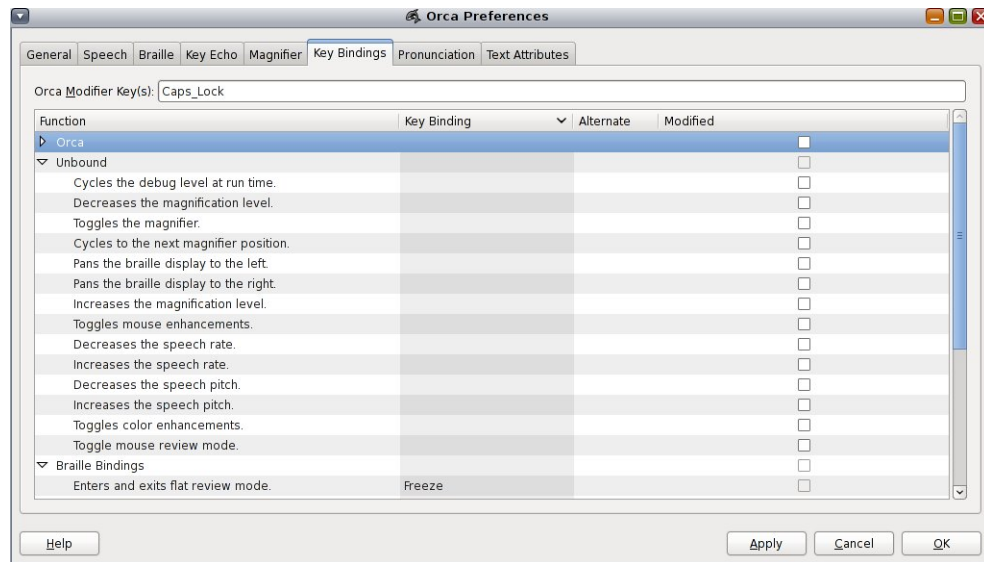 Orca Preferences
General Speech Braille Key Echo Magnifier Key Bindings Pronunciation Text Attributes
Orca Modifier Key(s): Caps_Lock
Function Key Binding Alternate Modified
Orca
Unbound
Cycles the debug level at run time.
Decreases the magnification level.
Toggles the magnifier.
Cycles to the next magnifier position.
Pans the braille display to the left.
Pans the braille display to the right.
Increases the magnification level.
Toggles mouse enhancements.
Decreases the speech rate.
Increases the speech rate.
Decreases the speech pitch.
Increases the speech pitch.
Toggles color enhancements.
Toggle mouse review mode.
Braille Bindings
Enters and exits flat review mode. Freeze
Help Apply Cancel OK